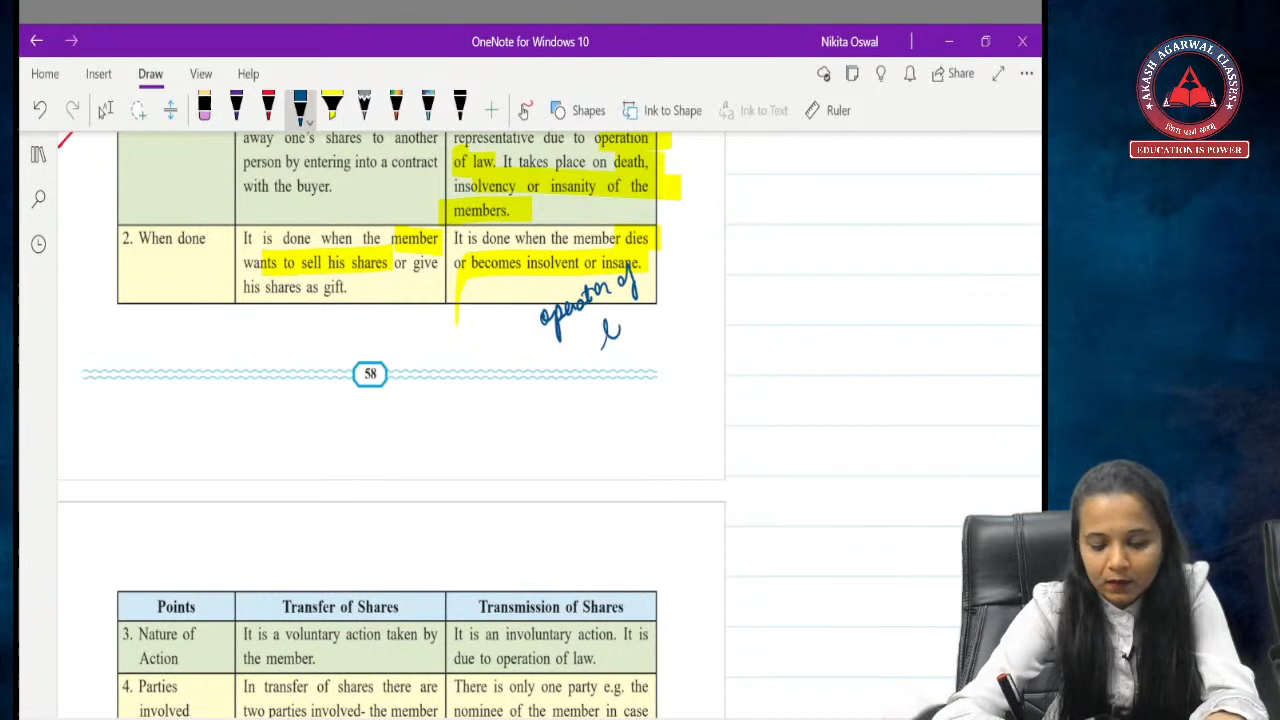 OneNote for Windows 10
Nikita Oswal
Home
Insert
Draw
View
Help
Share
Shapes
Ink to Shape
Ink to Text
Ruler
AKASH AGARWAL CLASSES
EDUCATION IS POWER
away one's shares to another
person by entering into a contract
with the buyer.
representative due to operation
of law. It takes place on death,
insolvency or insanity of the
members.
2. When done
It is done when the member
wants to sell his shares or give
his shares as gift.
It is done when the member dies
or becomes insolvent or insane.
operation of
l
58
Points
Transfer of Shares
Transmission of Shares
3. Nature of
Action
It is a voluntary action taken by
the member.
It is an involuntary action. It is
due to operation of law.
4. Parties
involved
In transfer of shares there are
two parties involved- the member
There is only one party e.g. the
nominee of the member in case